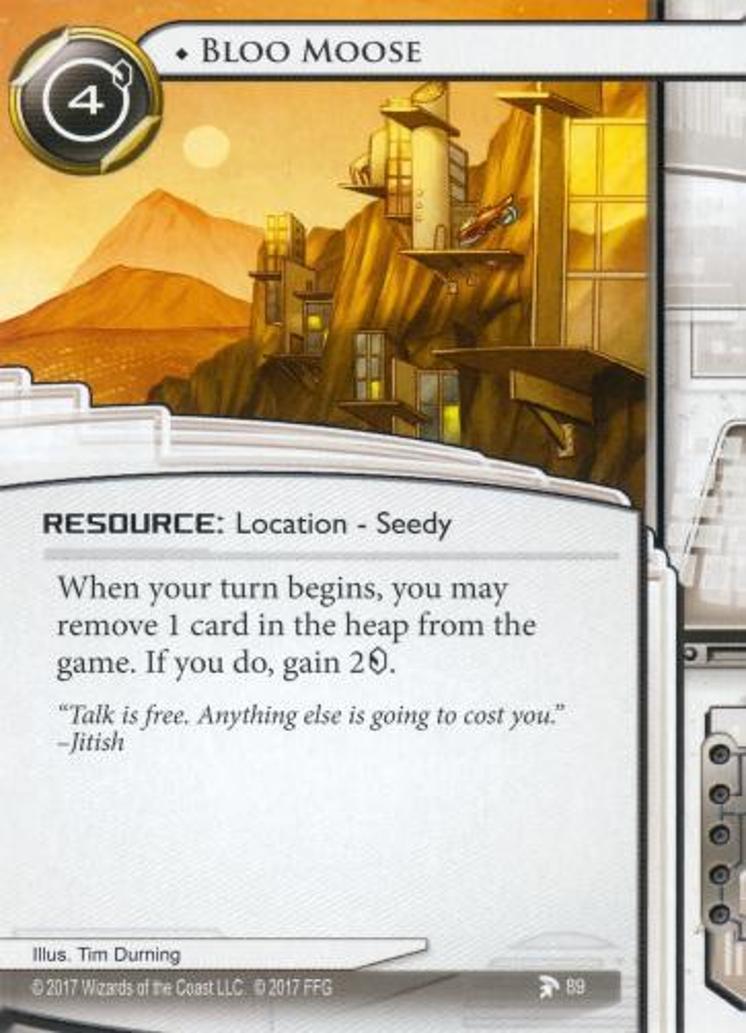 4
⬥ Bloo Moose
RESOURCE: Location - Seedy
When your turn begins, you may
remove 1 card in the heap from the
game. If you do, gain 2.
“Talk is free. Anything else is going to cost you.”
–Jitish
Illus. Tim Durning
© 2017 Wizards of the Coast LLC © 2017 FFG
89